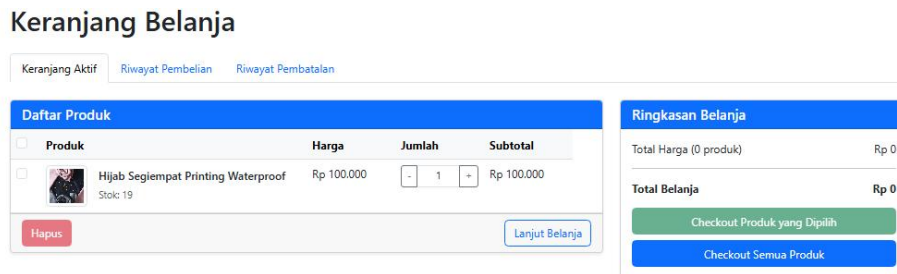 Keranjang Belanja
Keranjang Aktif Riwayat Pembelian Riwayat Pembatalan
Daftar Produk
Produk Harga Jumlah Subtotal
Hijab Segiempat Printing Waterproof Rp 100.000 - 1 + Rp 100.000
Stok: 19
Hapus Lanjut Belanja
Ringkasan Belanja
Total Harga (0 produk) Rp 0
Total Belanja Rp 0
Checkout Produk yang Dipilih
Checkout Semua Produk